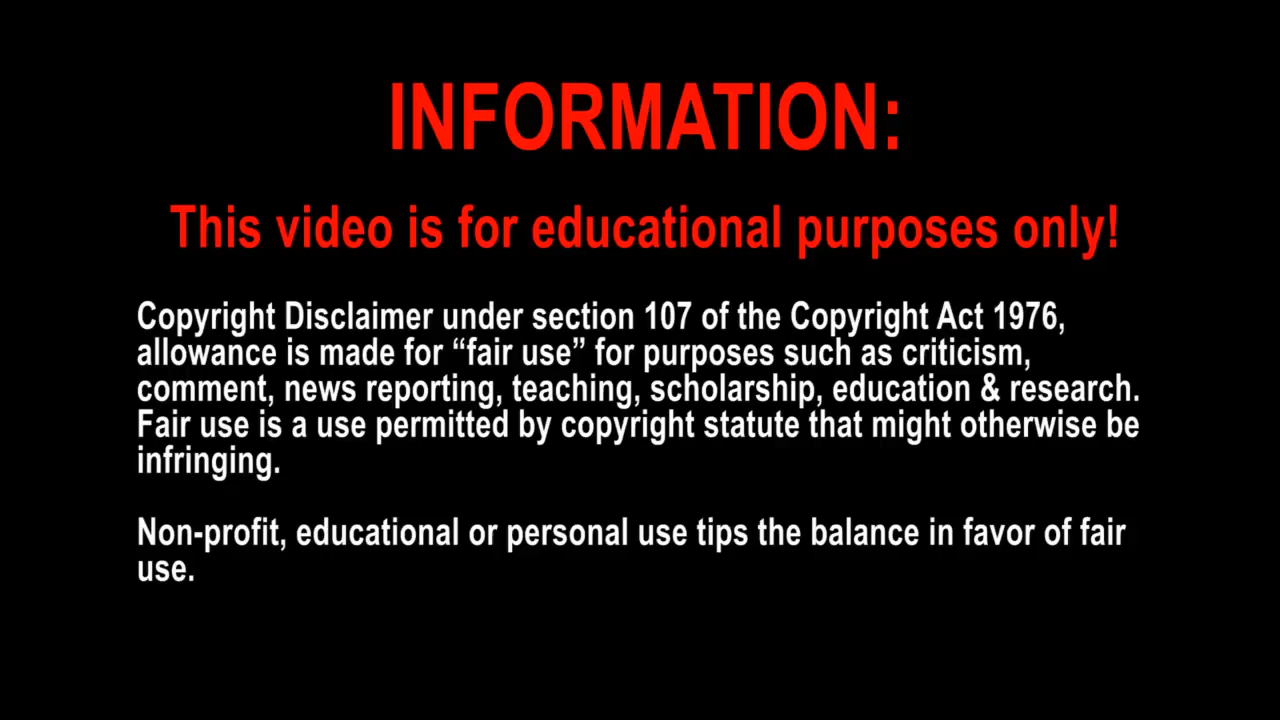 INFORMATION:
This video is for educational purposes only!
Copyright Disclaimer under section 107 of the Copyright Act 1976,
allowance is made for “fair use” for purposes such as criticism,
comment, news reporting, teaching, scholarship, education & research.
Fair use is a use permitted by copyright statute that might otherwise be
infringing.
Non-profit, educational or personal use tips the balance in favor of fair
use.